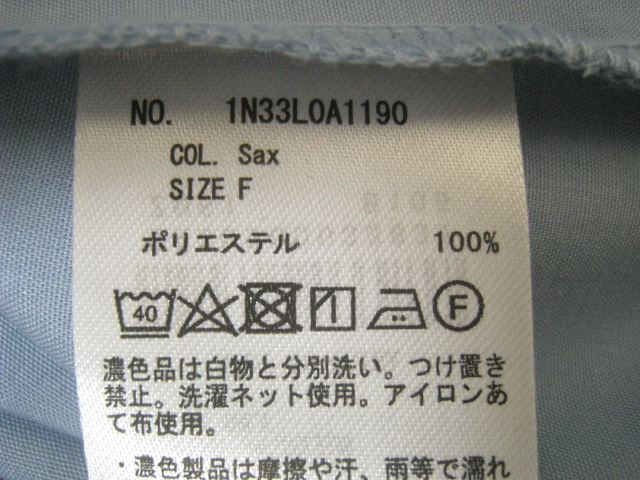 NO. 1N33L0A1190
COL. Sax
SIZE F
ポリエステル 100%
40 F
濃色品は白物と分別洗い。つけ置き
禁止。洗濯ネット使用。アイロンあ
て布使用。
・濃色製品は摩擦や汗、雨等で濡れ